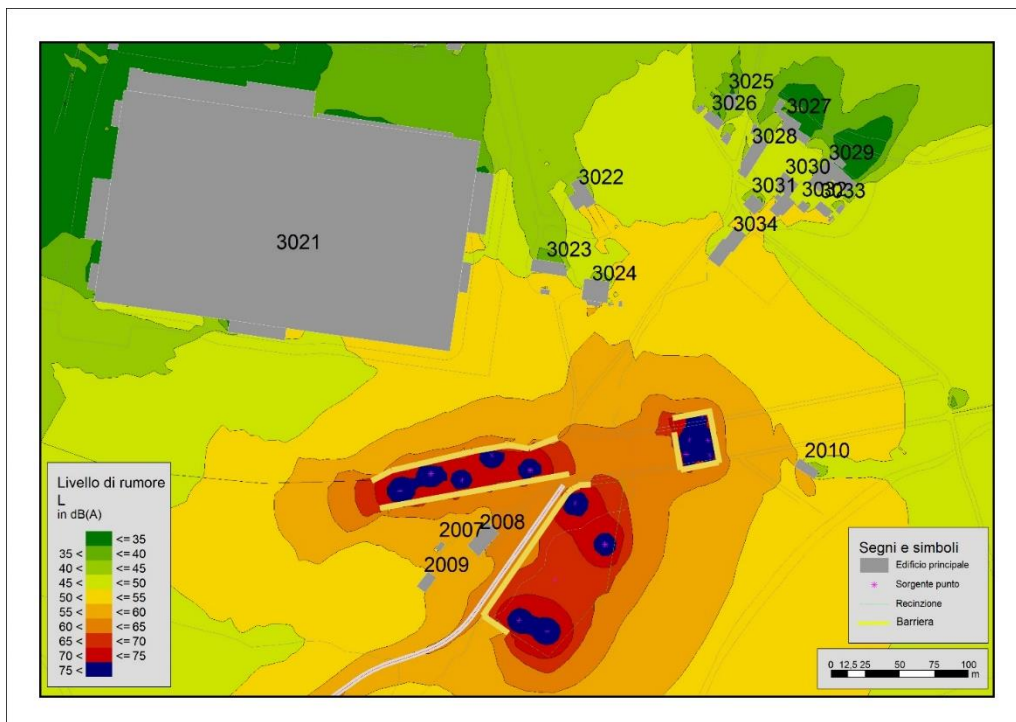 3025
3026
3027
3028
3029
3030
3022
3031
3032
3033
3034
3021
3023
3024
2010
2007
2008
2009
Livello di rumore
L
in dB(A)
<= 35
35 < <= 40
40 < <= 45
45 < <= 50
50 < <= 55
55 < <= 60
60 < <= 65
65 < <= 70
70 < <= 75
75 <
Segni e simboli
Edificio principale
Sorgente punto
Recinzione
Barriera
0 12,5 25 50 75 100
m